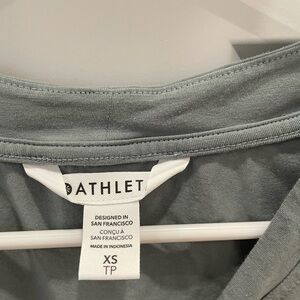 ATHLET
DESIGNED IN
SAN FRANCISCO
CONÇU À
SAN FRANCISCO
MADE IN INDONESIA
XS
TP